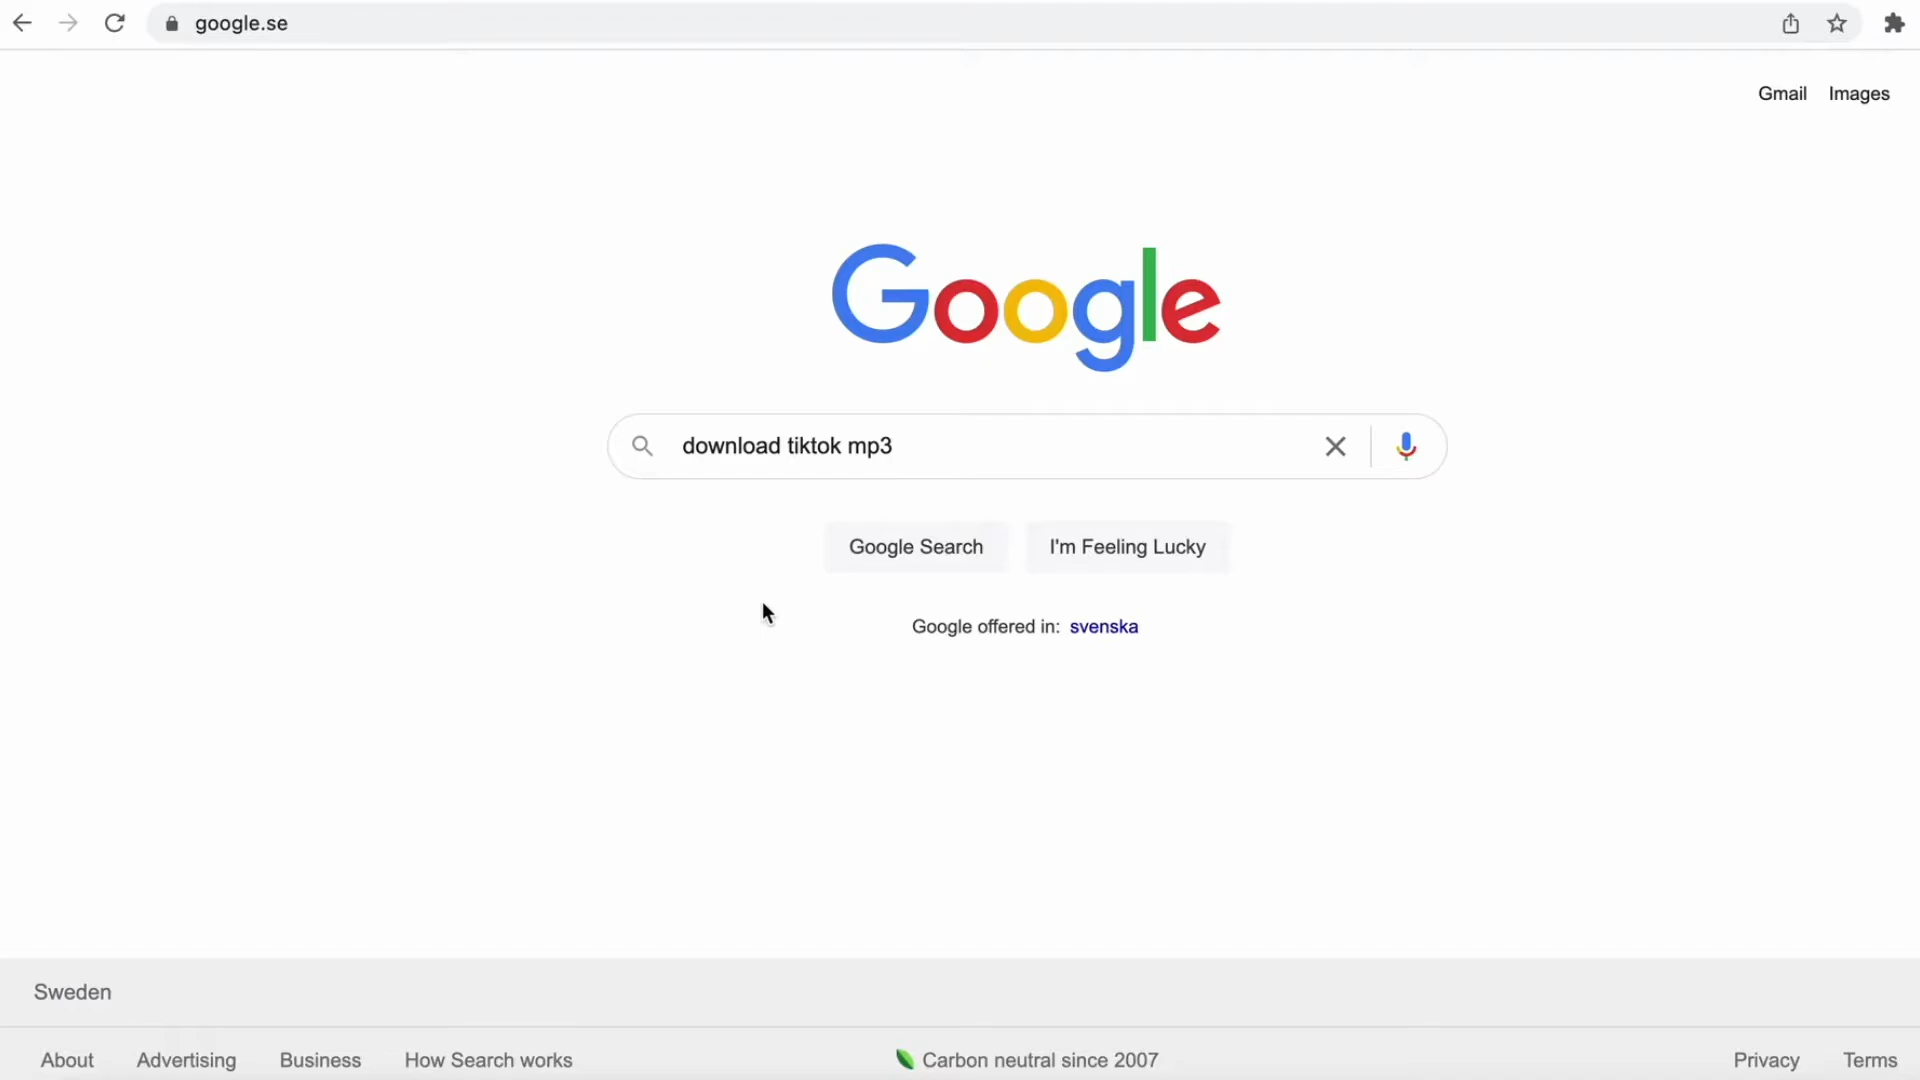 google.se
Gmail Images
Google
download tiktok mp3
Google Search I'm Feeling Lucky
Google offered in: svenska
Sweden
About Advertising Business How Search works Carbon neutral since 2007 Privacy Terms